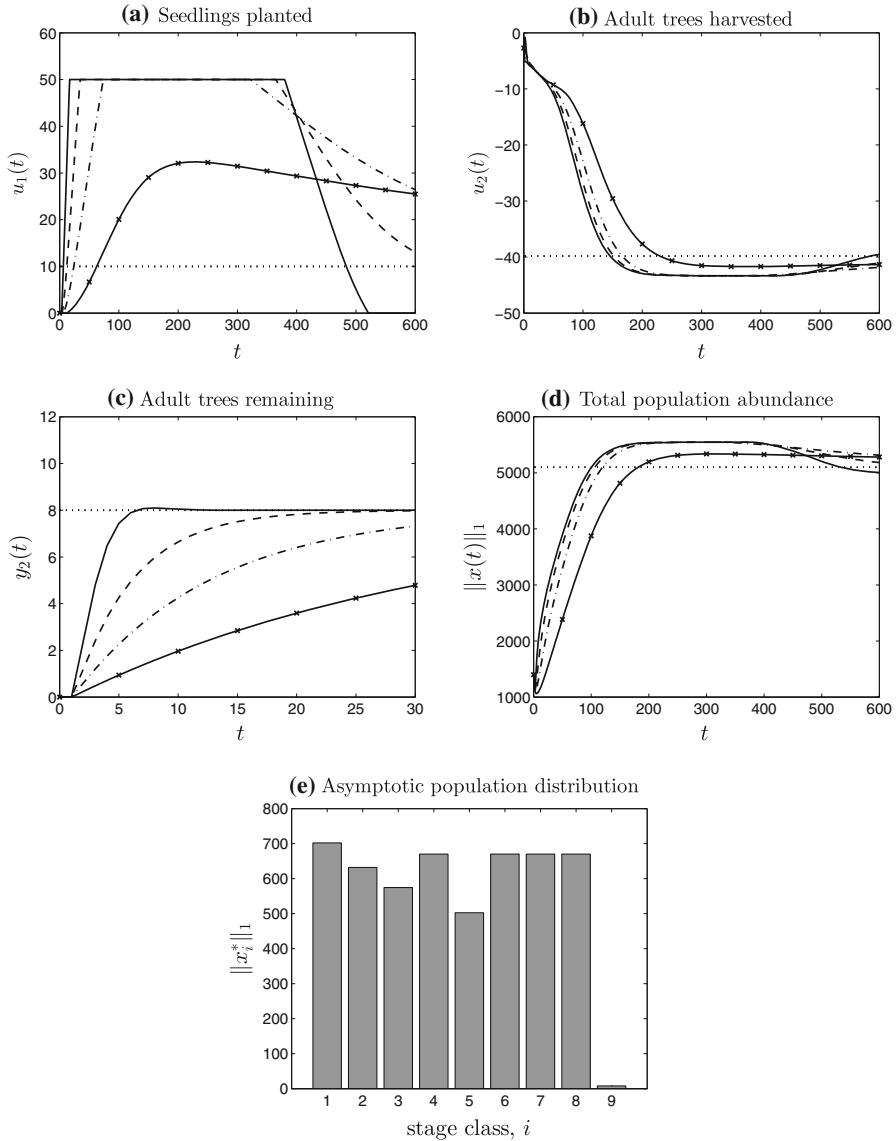 (a) Seedlings planted
60
50
40
30
20
10
0
u₁(t)
0 100 200 300 400 500 600
t
(b) Adult trees harvested
0
−10
−20
−30
−40
−50
u₂(t)
0 100 200 300 400 500 600
t
(c) Adult trees remaining
12
10
8
6
4
2
0
y₂(t)
0 5 10 15 20 25 30
t
(d) Total population abundance
6000
5000
4000
3000
2000
1000
‖x(t)‖₁
0 100 200 300 400 500 600
t
(e) Asymptotic population distribution
800
700
600
500
400
300
200
100
0
‖x*ᵢ‖₁
1 2 3 4 5 6 7 8 9
stage class, i